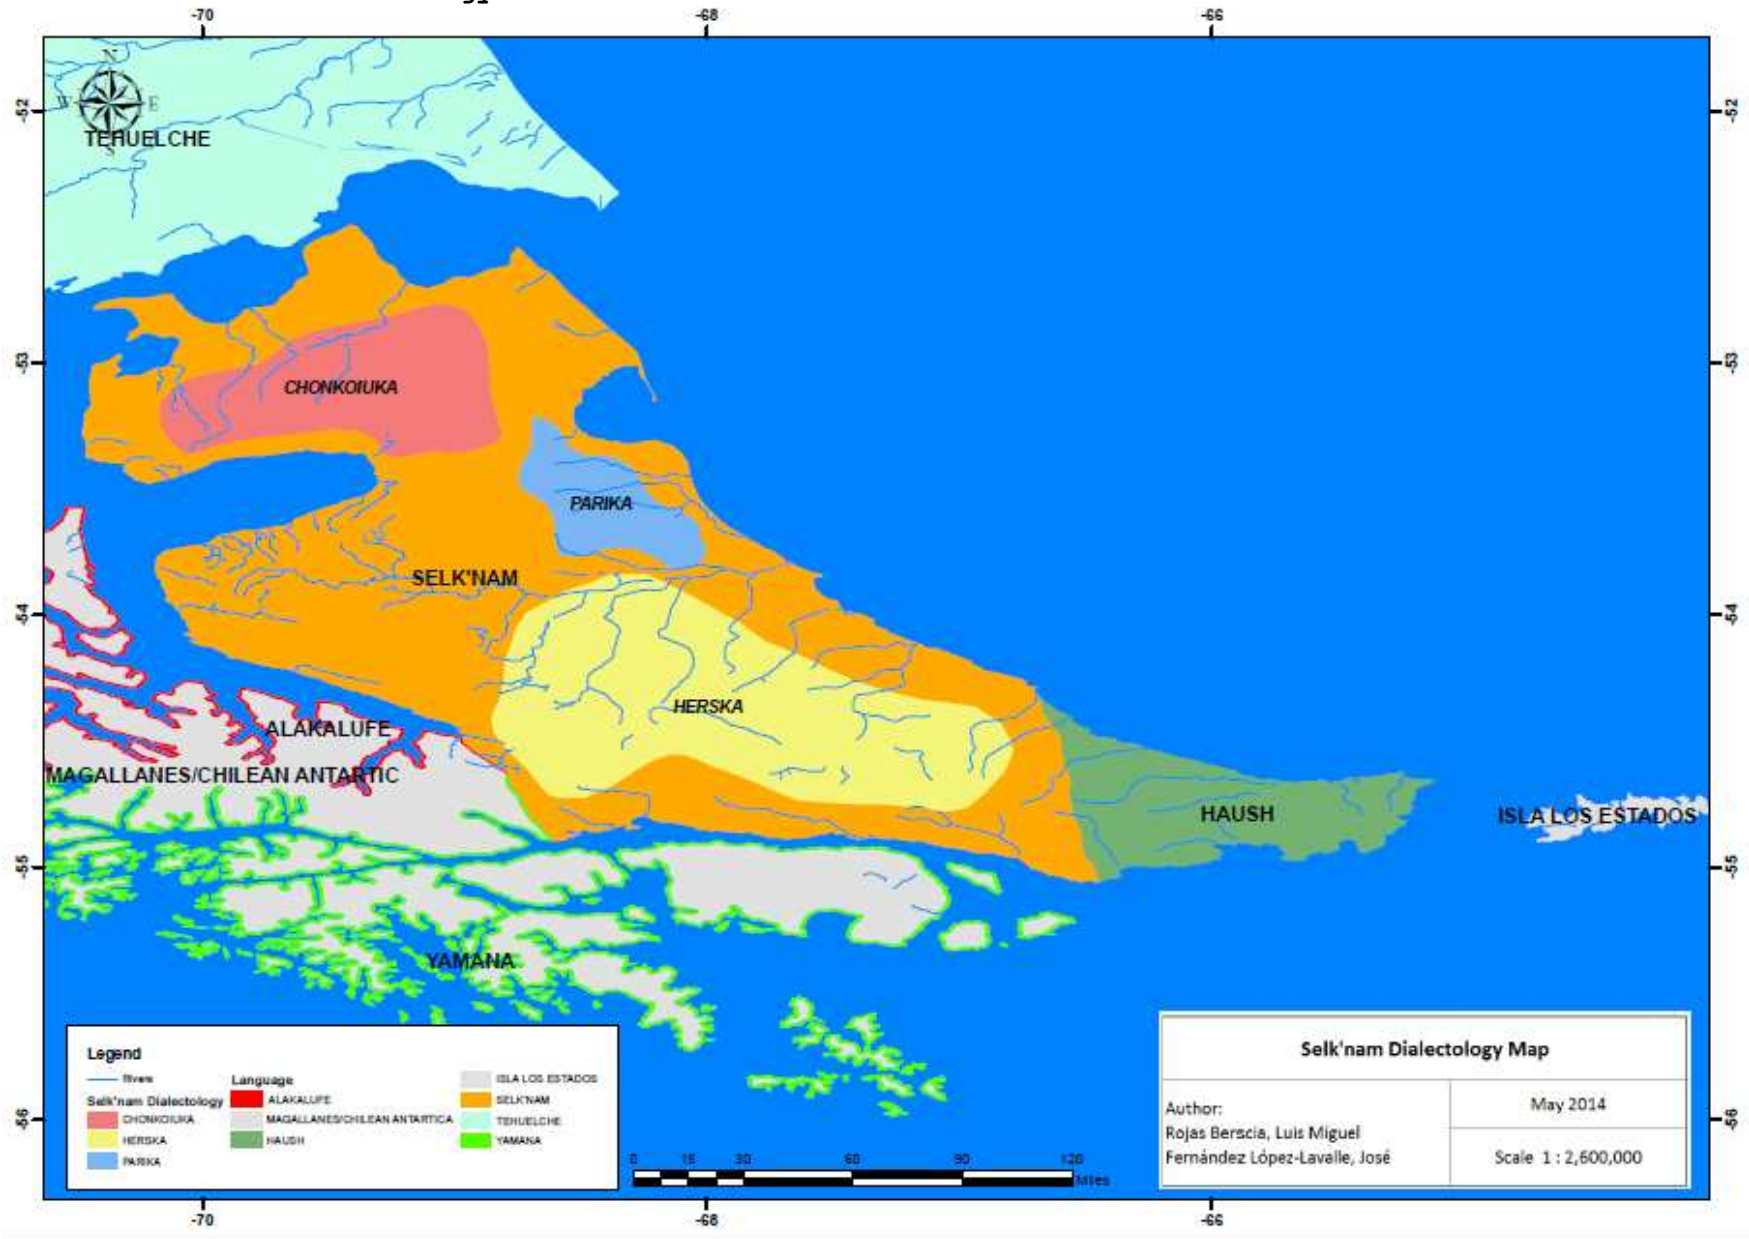 -70 -68 -66
N
W E
S
-52 -52
TEHUELCHE
-53 -53
CHONKOIUKA
PARIKA
SELK'NAM
-54 -54
HERSKA
ALAKALUFE
MAGALLANES/CHILEAN ANTARTIC
HAUSH
ISLA LOS ESTADOS
-55 -55
YAMANA
-56 -56
Legend
Rivers
Selk'nam Dialectology
CHONKOIUKA
HERSKA
PARIKA
Language
ALAKALUFE
MAGALLANES/CHILEAN ANTARTICA
HAUSH
ISLA LOS ESTADOS
SELK'NAM
TEHUELCHE
YAMANA
0 15 30 60 90 120
Miles
Selk'nam Dialectology Map
Author:
Rojas Berscia, Luis Miguel
Fernández López-Lavalle, José
May 2014
Scale 1 : 2,600,000
-70 -68 -66